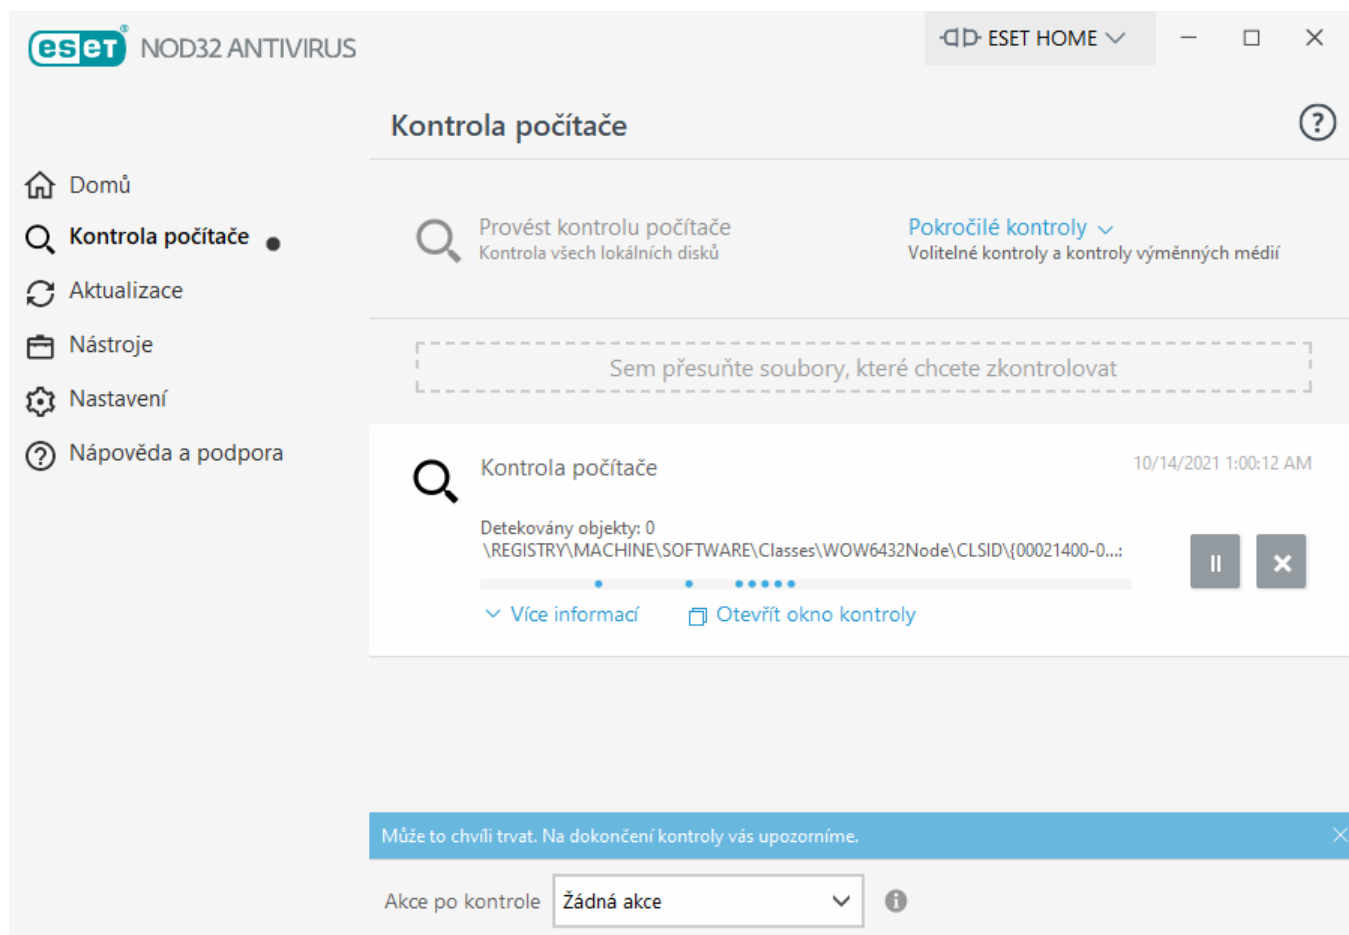 eset® NOD32 ANTIVIRUS
ESET HOME
Kontrola počítače
Domů
Kontrola počítače
Aktualizace
Nástroje
Nastavení
Nápověda a podpora
Provést kontrolu počítače
Kontrola všech lokálních disků
Pokročilé kontroly
Volitelné kontroly a kontroly výměnných médií
Sem přesuňte soubory, které chcete zkontrolovat
Kontrola počítače
10/14/2021 1:00:12 AM
Detekovány objekty: 0
\REGISTRY\MACHINE\SOFTWARE\Classes\WOW6432Node\CLSID\{00021400-0...:
Více informací
Otevřít okno kontroly
Může to chvíli trvat. Na dokončení kontroly vás upozorníme.
Akce po kontrole
Žádná akce